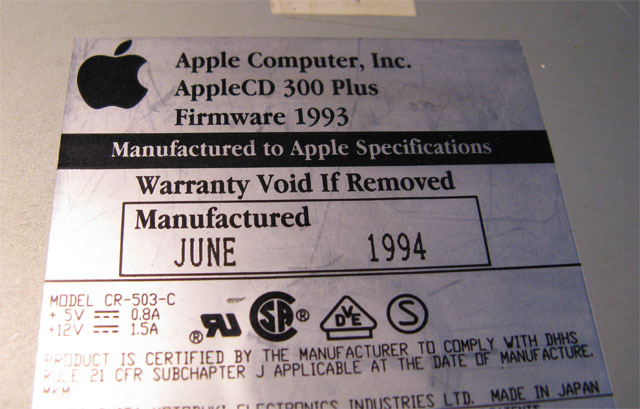 Apple Computer, Inc.
AppleCD 300 Plus
Firmware 1993
Manufactured to Apple Specifications
Warranty Void If Removed
Manufactured
JUNE 1994
MODEL CR-503-C
+ 5V 0.8A
+12V 1.5A
® ® DVE S
PRODUCT IS CERTIFIED BY THE MANUFACTURER TO COMPLY WITH DHHS
RULE 21 CFR SUBCHAPTER J APPLICABLE AT THE DATE OF MANUFACTURE.
ELECTRONICS INDUSTRIES LTD. MADE IN JAPAN